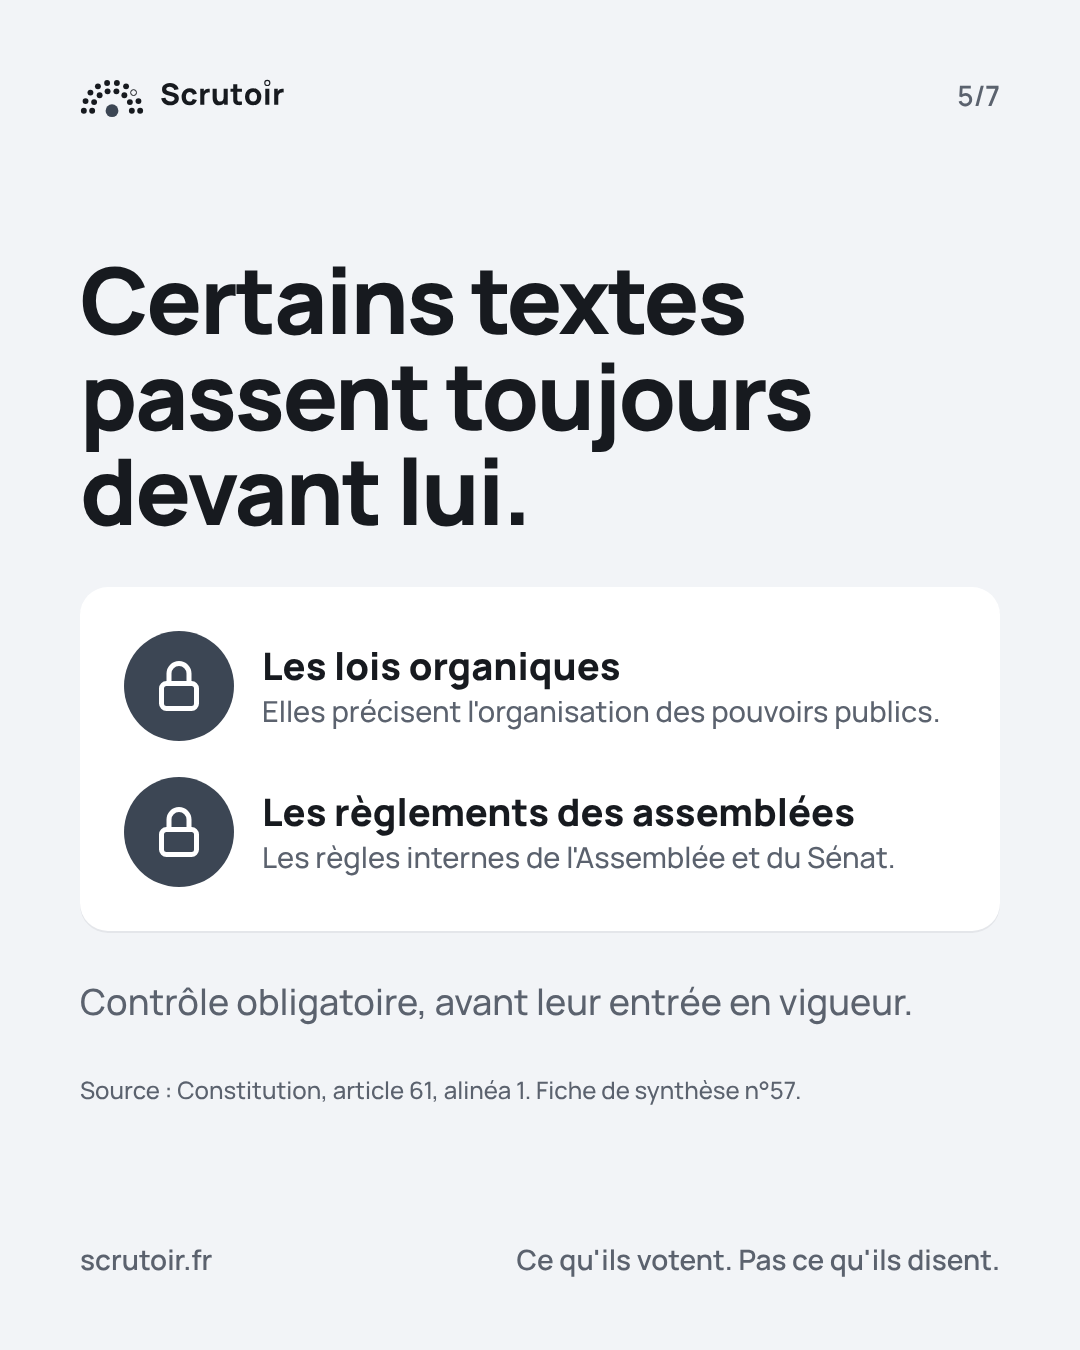 Scrutoir
5/7
Certains textes
passent toujours
devant lui.
Les lois organiques
Elles précisent l'organisation des pouvoirs publics.
Les règlements des assemblées
Les règles internes de l'Assemblée et du Sénat.
Contrôle obligatoire, avant leur entrée en vigueur.
Source : Constitution, article 61, alinéa 1. Fiche de synthèse n°57.
scrutoir.fr
Ce qu'ils votent. Pas ce qu'ils disent.